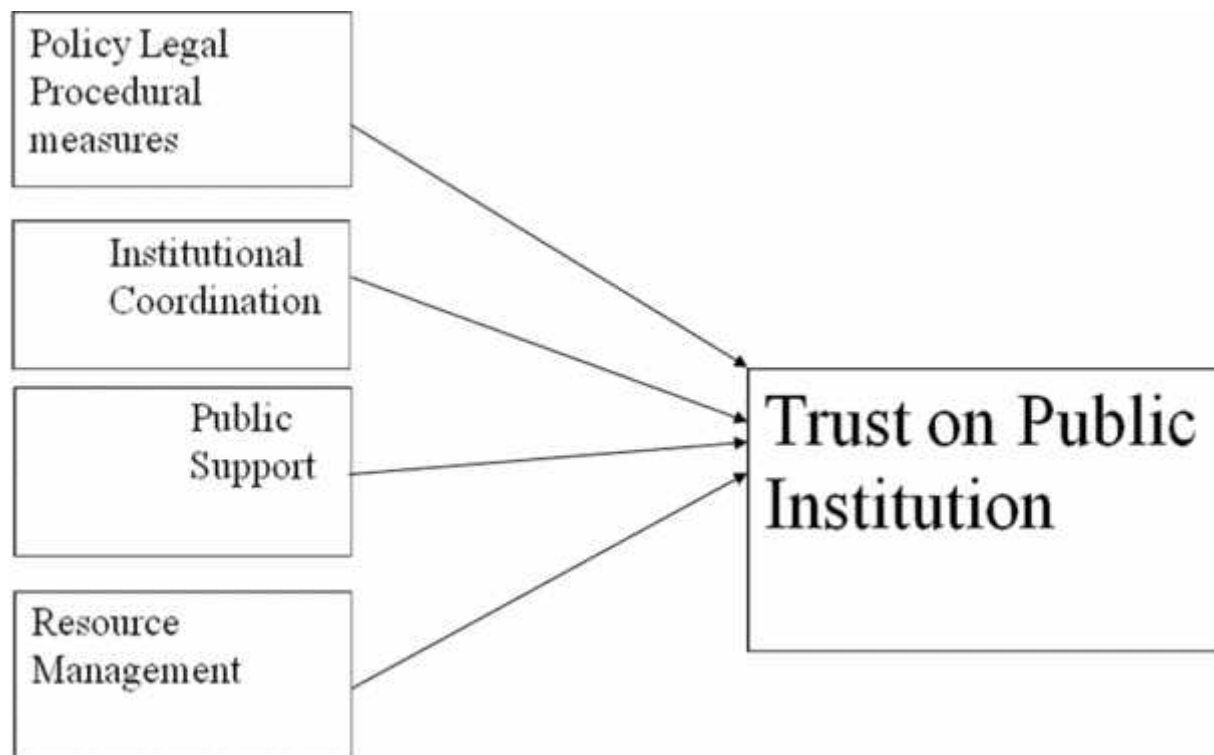 Policy Legal
Procedural
measures
Institutional
Coordination
Public
Support
Resource
Management
Trust on Public
Institution